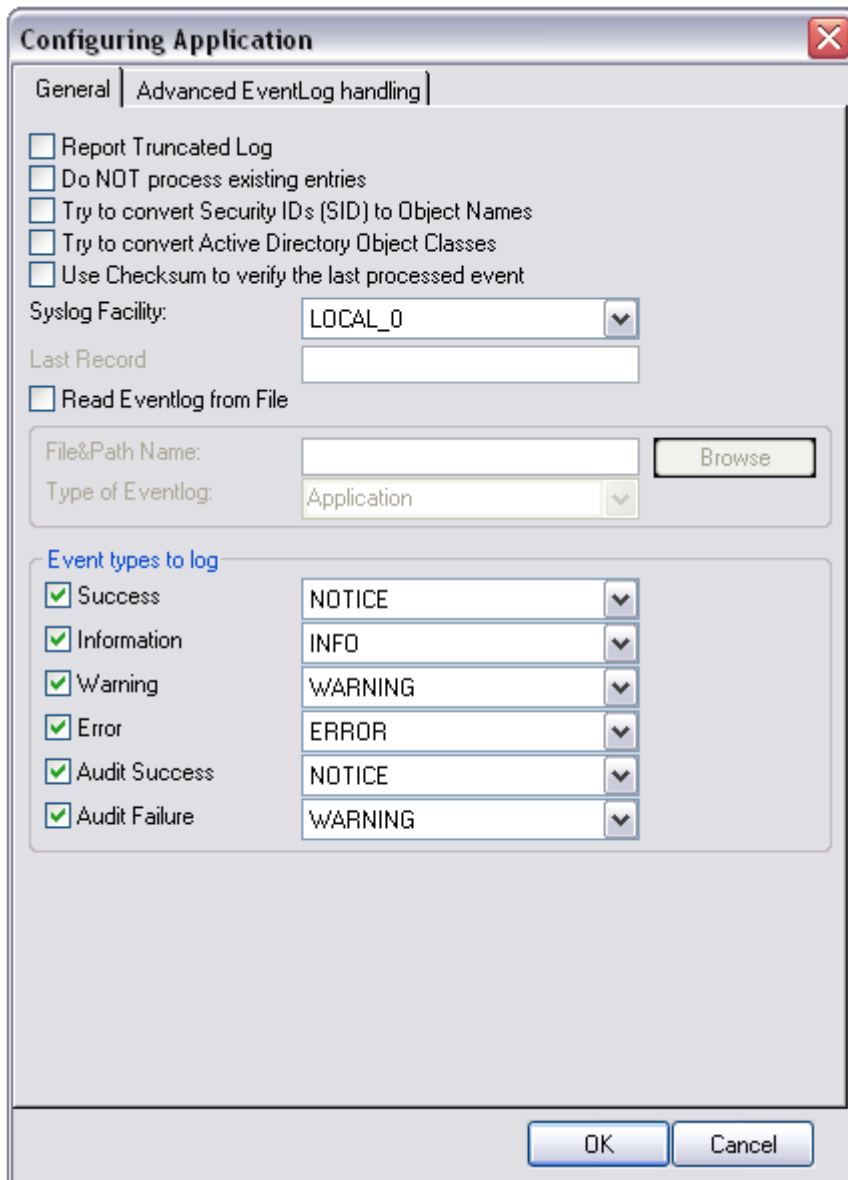 Configuring Application
General Advanced EventLog handling
Report Truncated Log
Do NOT process existing entries
Try to convert Security IDs (SID) to Object Names
Try to convert Active Directory Object Classes
Use Checksum to verify the last processed event
Syslog Facility: LOCAL_0
Last Record
Read Eventlog from File
File&Path Name: Browse
Type of Eventlog: Application
Event types to log
Success NOTICE
Information INFO
Warning WARNING
Error ERROR
Audit Success NOTICE
Audit Failure WARNING
OK Cancel